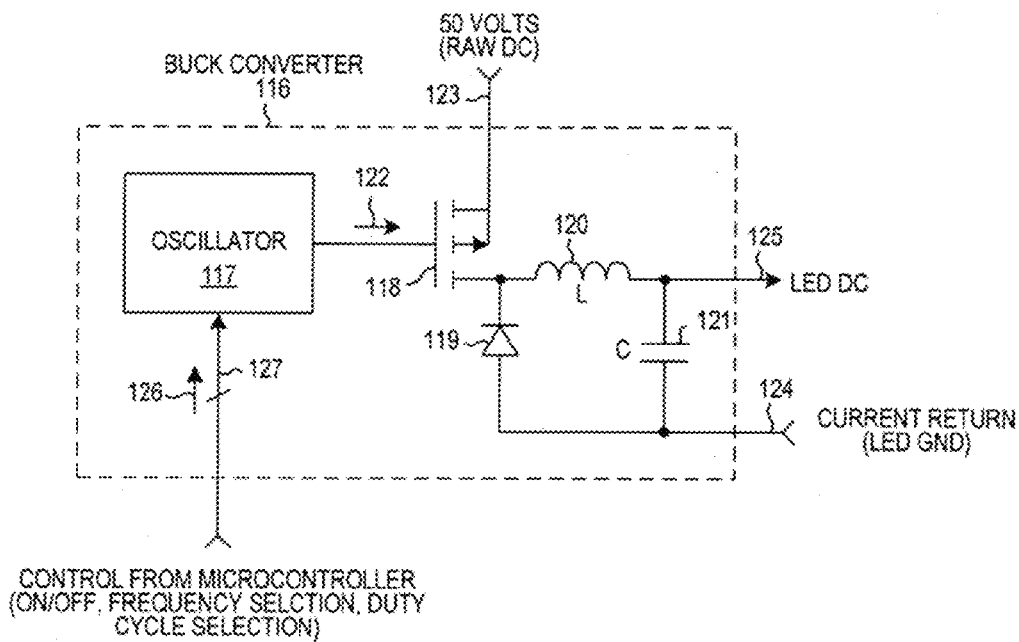 50 VOLTS
(RAW DC)
BUCK CONVERTER
116
123
122
OSCILLATOR
117
118
120
L
125
LED DC
119
C
121
126
127
124
CURRENT RETURN
(LED GND)
CONTROL FROM MICROCONTROLLER
(ON/OFF, FREQUENCY SELCTION, DUTY
CYCLE SELECTION)